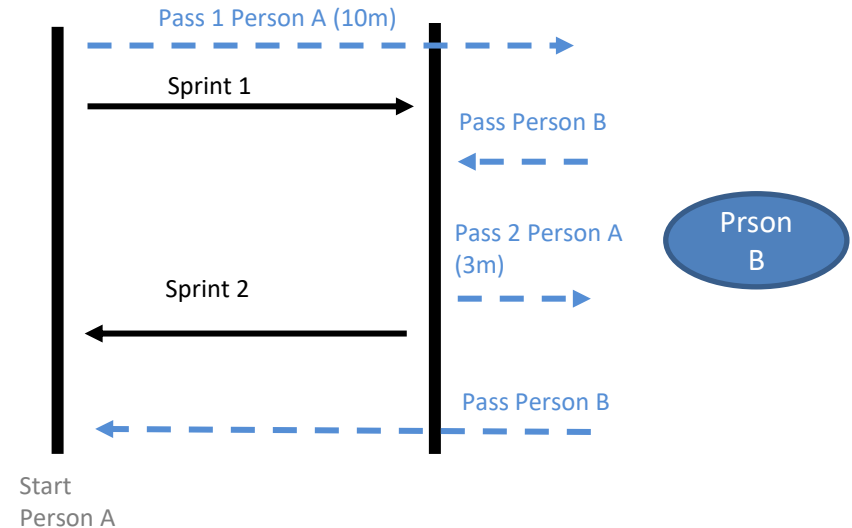 Pass 1 Person A (10m)
Sprint 1
Pass Person B
Prson
B
Pass 2 Person A
(3m)
Sprint 2
Pass Person B
Start
Person A